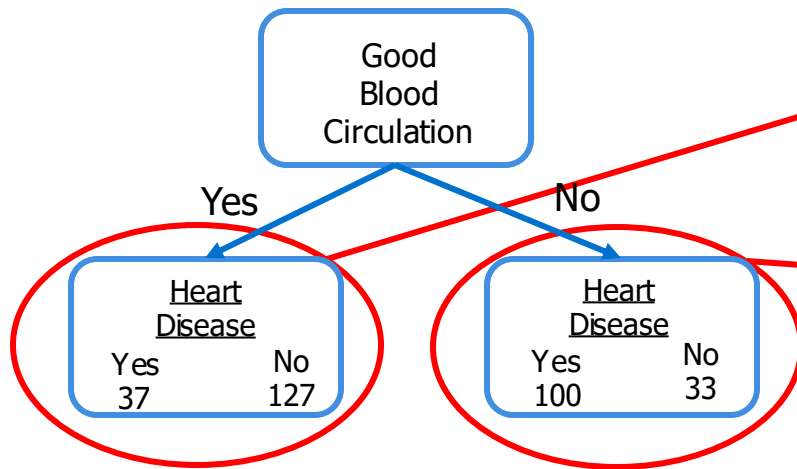 Good
Blood
Circulation
Yes
No
Heart
Disease
Yes No
37 127
Heart
Disease
Yes No
100 33